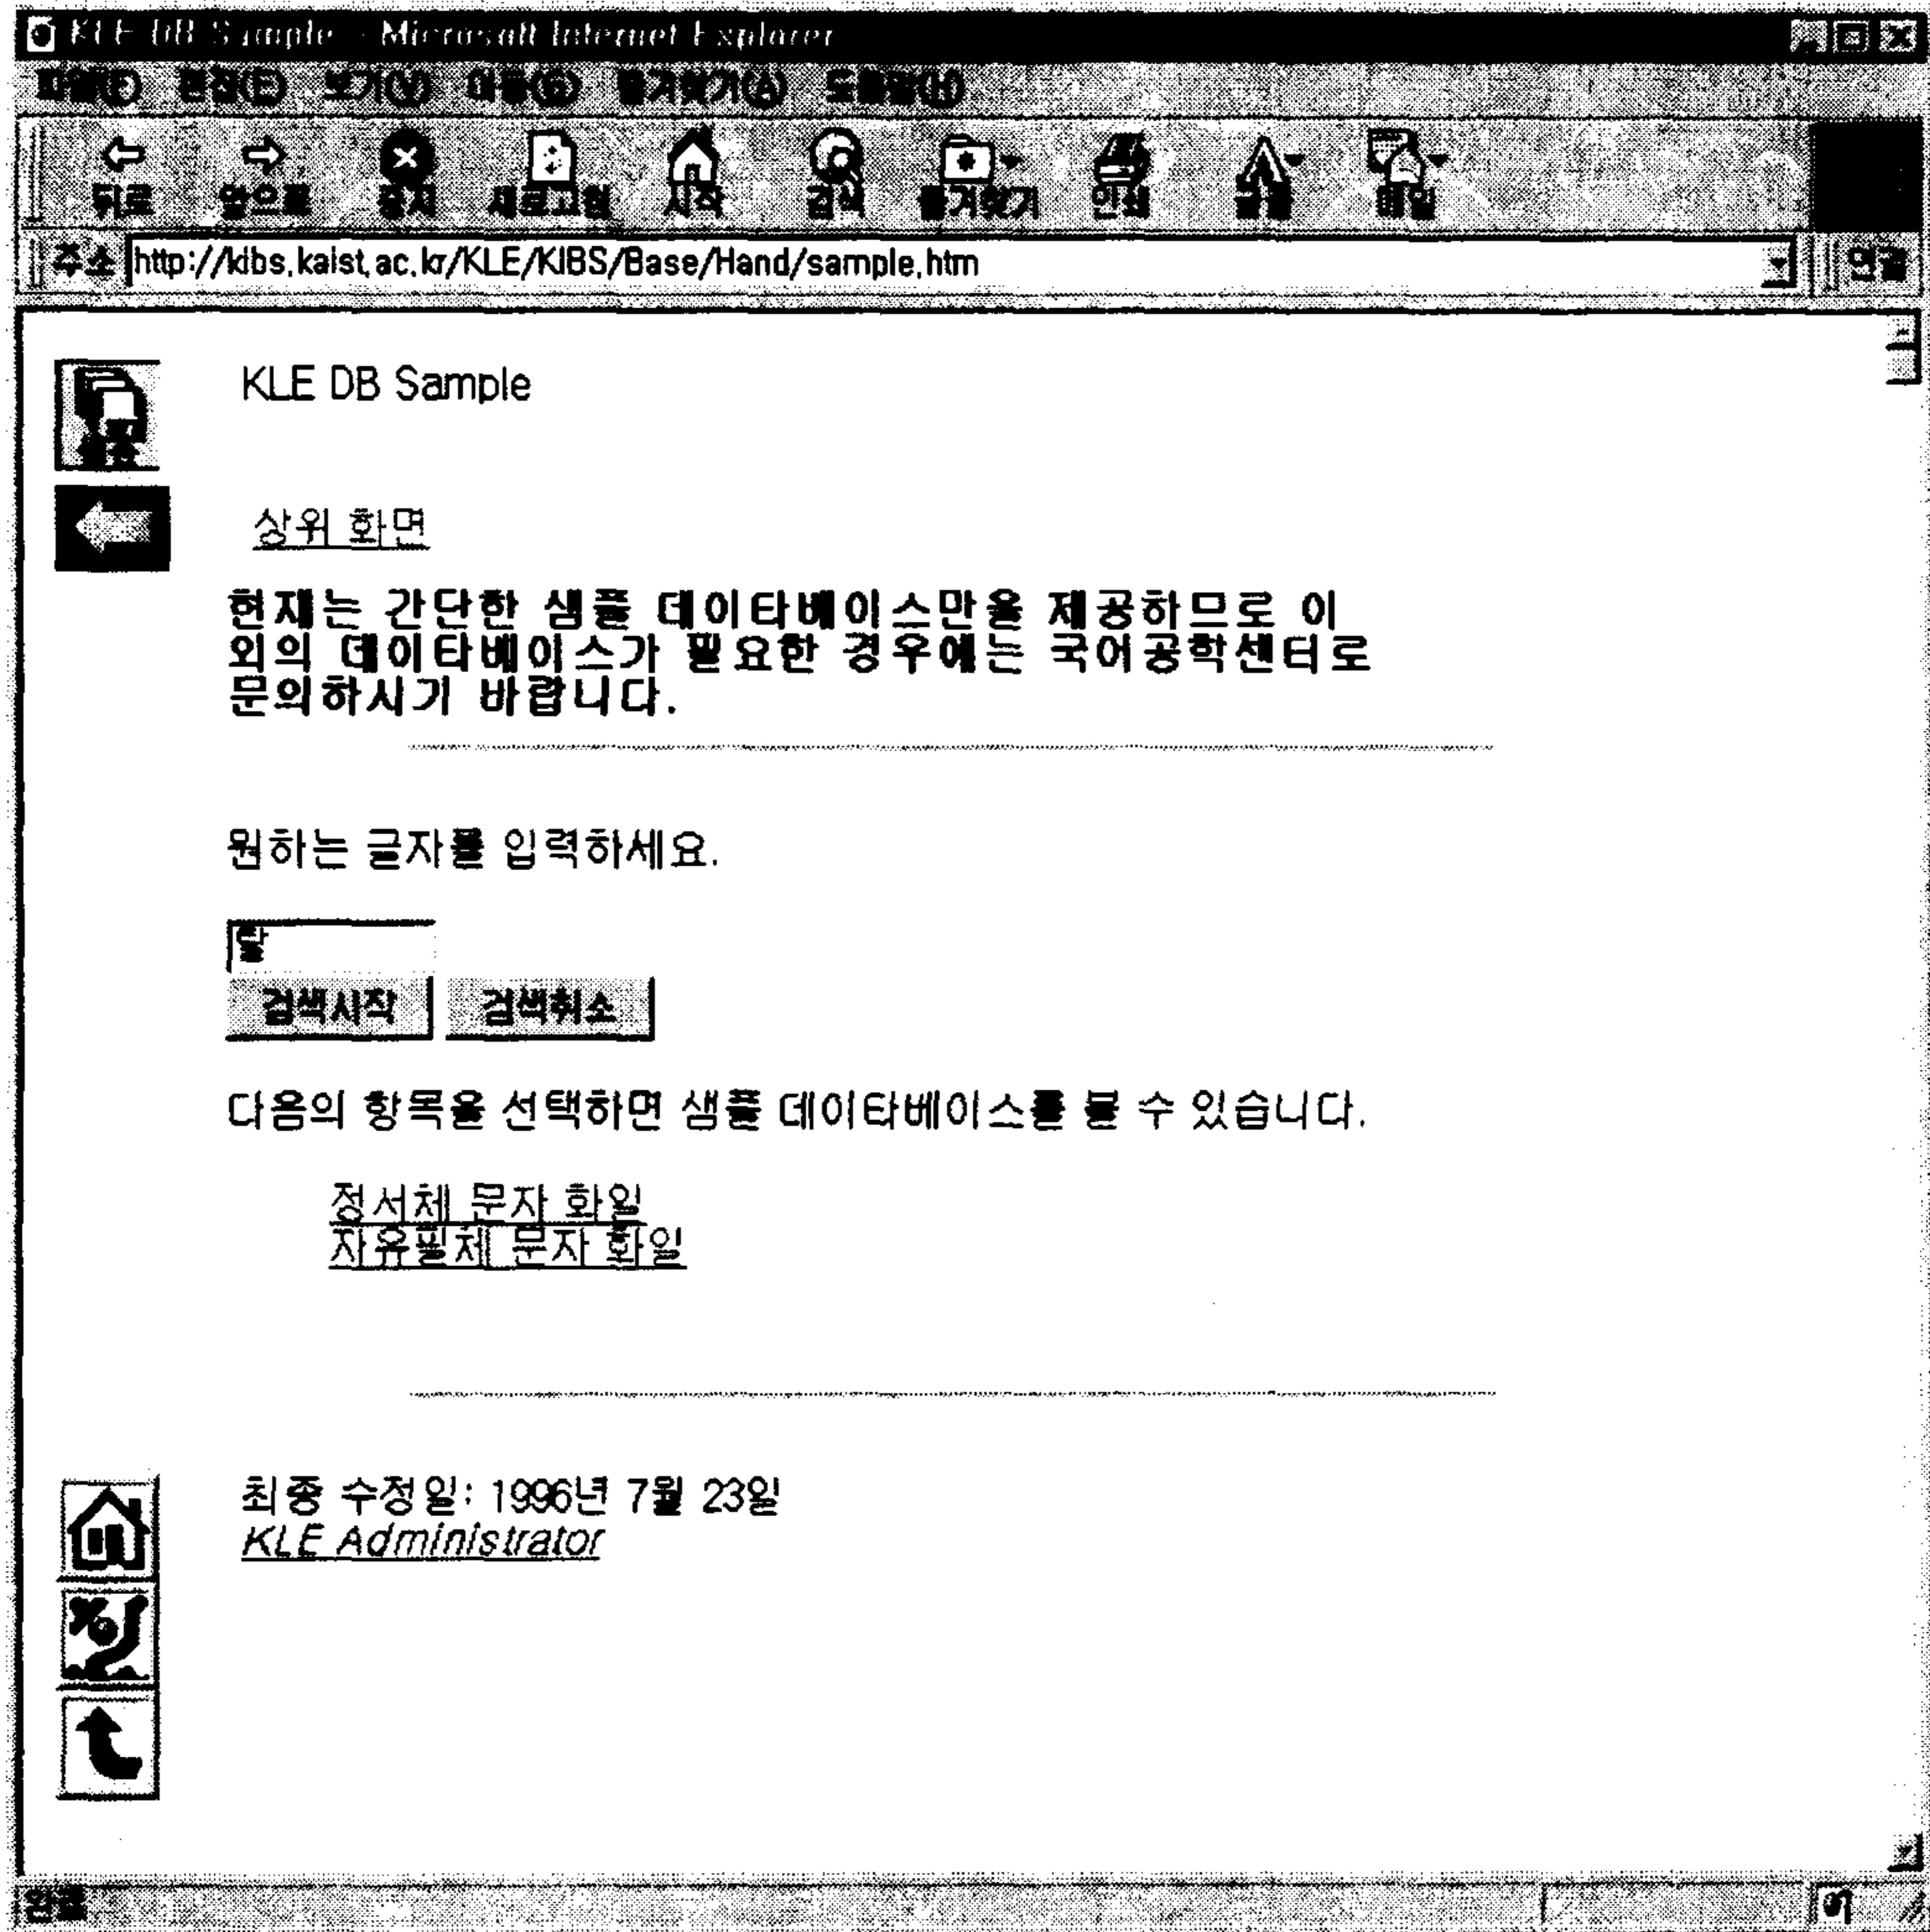 KLE DB Sample - Microsoft Internet Explorer
파일(F) 편집(E) 보기(V) 이동(G) 즐겨찾기(A) 도움말(H)
뒤로 앞으로 중지 새로고침 시작 검색 즐겨찾기 인쇄 글꼴 메일
주소 http://kibs.kaist.ac.kr/KLE/KIBS/Base/Hand/sample.htm 연결
KLE DB Sample
상위 화면
현재는 간단한 샘플 데이타베이스만을 제공하므로 이
외의 데이타베이스가 필요한 경우에는 국어공학센터로
문의하시기 바랍니다.
원하는 글자를 입력하세요.
검색시작 검색취소
다음의 항목을 선택하면 샘플 데이타베이스를 볼 수 있습니다.
정서체 문자 화일
자유필체 문자 화일
최종 수정일: 1996년 7월 23일
KLE Administrator
완결